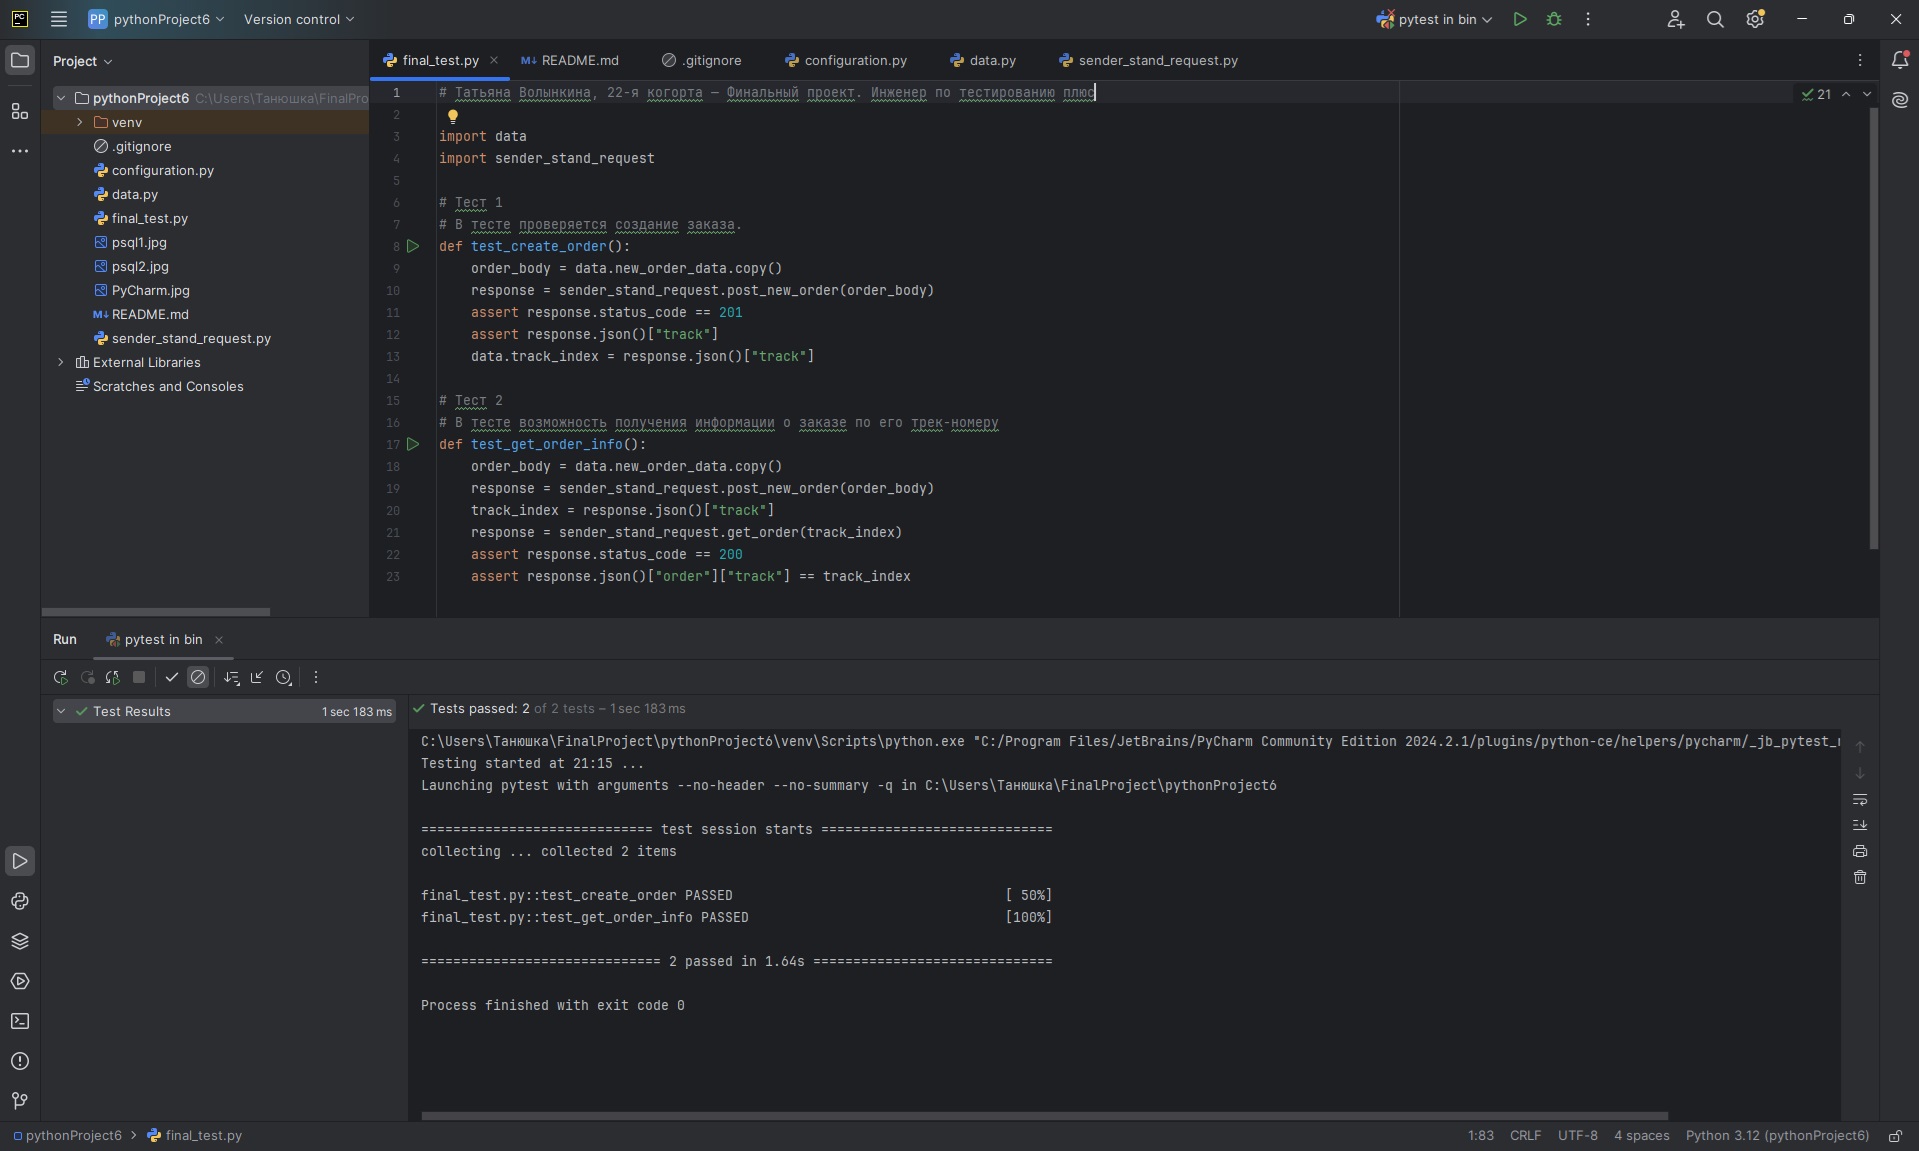 PC
PP pythonProject6
Version control
pytest in bin
Project
final_test.py
README.md
.gitignore
configuration.py
data.py
sender_stand_request.py
pythonProject6 C:\Users\Танюшка\FinalPro
venv
.gitignore
configuration.py
data.py
final_test.py
psql1.jpg
psql2.jpg
PyCharm.jpg
README.md
sender_stand_request.py
External Libraries
Scratches and Consoles
21
1 # Татьяна Волынкина, 22-я когорта — Финальный проект. Инженер по тестированию плюс
2
3 import data
4 import sender_stand_request
5
6 # Тест 1
7 # В тесте проверяется создание заказа.
8 def test_create_order():
9 order_body = data.new_order_data.copy()
10 response = sender_stand_request.post_new_order(order_body)
11 assert response.status_code == 201
12 assert response.json()["track"]
13 data.track_index = response.json()["track"]
14
15 # Тест 2
16 # В тесте возможность получения информации о заказе по его трек-номеру
17 def test_get_order_info():
18 order_body = data.new_order_data.copy()
19 response = sender_stand_request.post_new_order(order_body)
20 track_index = response.json()["track"]
21 response = sender_stand_request.get_order(track_index)
22 assert response.status_code == 200
23 assert response.json()["order"]["track"] == track_index
Run
pytest in bin
Test Results 1 sec 183 ms
Tests passed: 2 of 2 tests – 1 sec 183 ms
C:\Users\Танюшка\FinalProject\pythonProject6\venv\Scripts\python.exe "C:/Program Files/JetBrains/PyCharm Community Edition 2024.2.1/plugins/python-ce/helpers/pycharm/_jb_pytest_r
Testing started at 21:15 ...
Launching pytest with arguments --no-header --no-summary -q in C:\Users\Танюшка\FinalProject\pythonProject6
============================= test session starts =============================
collecting ... collected 2 items
final_test.py::test_create_order PASSED [ 50%]
final_test.py::test_get_order_info PASSED [100%]
============================== 2 passed in 1.64s ==============================
Process finished with exit code 0
pythonProject6 > final_test.py
1:83 CRLF UTF-8 4 spaces Python 3.12 (pythonProject6)